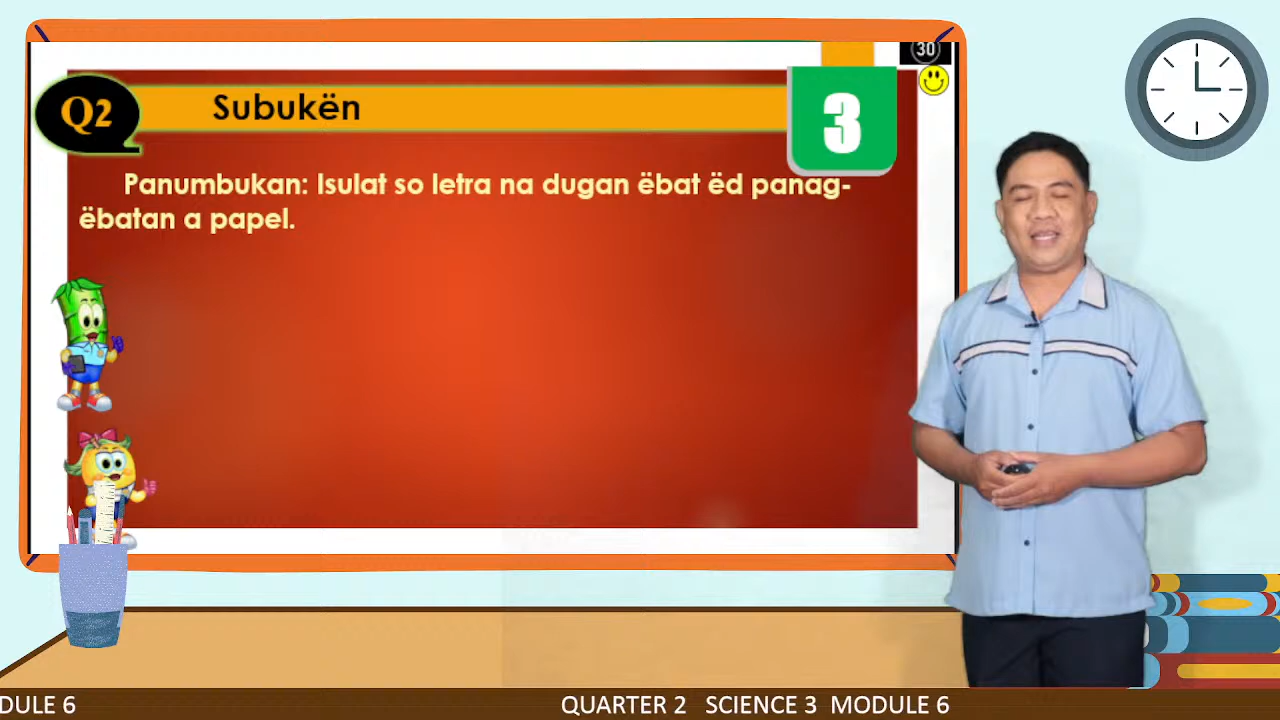 30
Q2
Subukën
3
Panumbukan: Isulat so letra na dugan ëbat ëd panag-
ëbatan a papel.
DULE 6
QUARTER 2 SCIENCE 3 MODULE 6